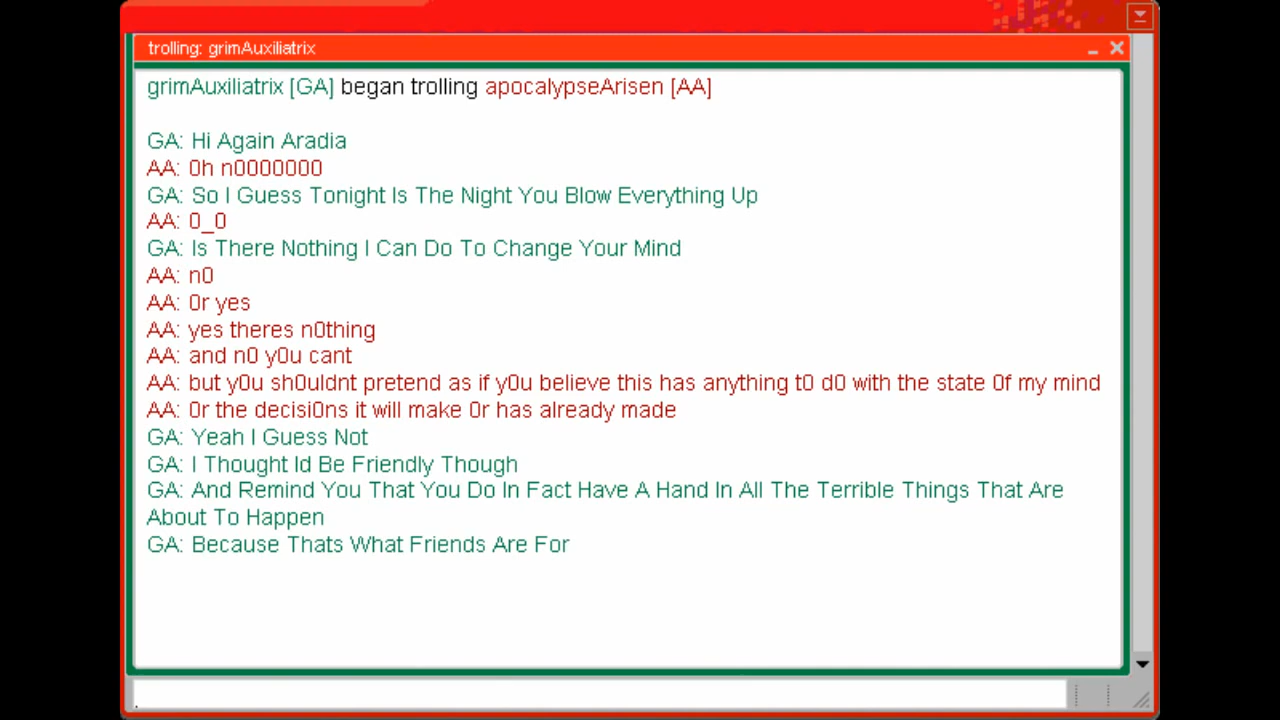 trolling: grimAuxiliatrix
grimAuxiliatrix [GA] began trolling apocalypseArisen [AA]
GA: Hi Again Aradia
AA: 0h n0000000
GA: So I Guess Tonight Is The Night You Blow Everything Up
AA: 0_0
GA: Is There Nothing I Can Do To Change Your Mind
AA: n0
AA: 0r yes
AA: yes theres n0thing
AA: and n0 y0u cant
AA: but y0u sh0uldnt pretend as if y0u believe this has anything t0 d0 with the state 0f my mind
AA: 0r the decisi0ns it will make 0r has already made
GA: Yeah I Guess Not
GA: I Thought Id Be Friendly Though
GA: And Remind You That You Do In Fact Have A Hand In All The Terrible Things That Are
About To Happen
GA: Because Thats What Friends Are For